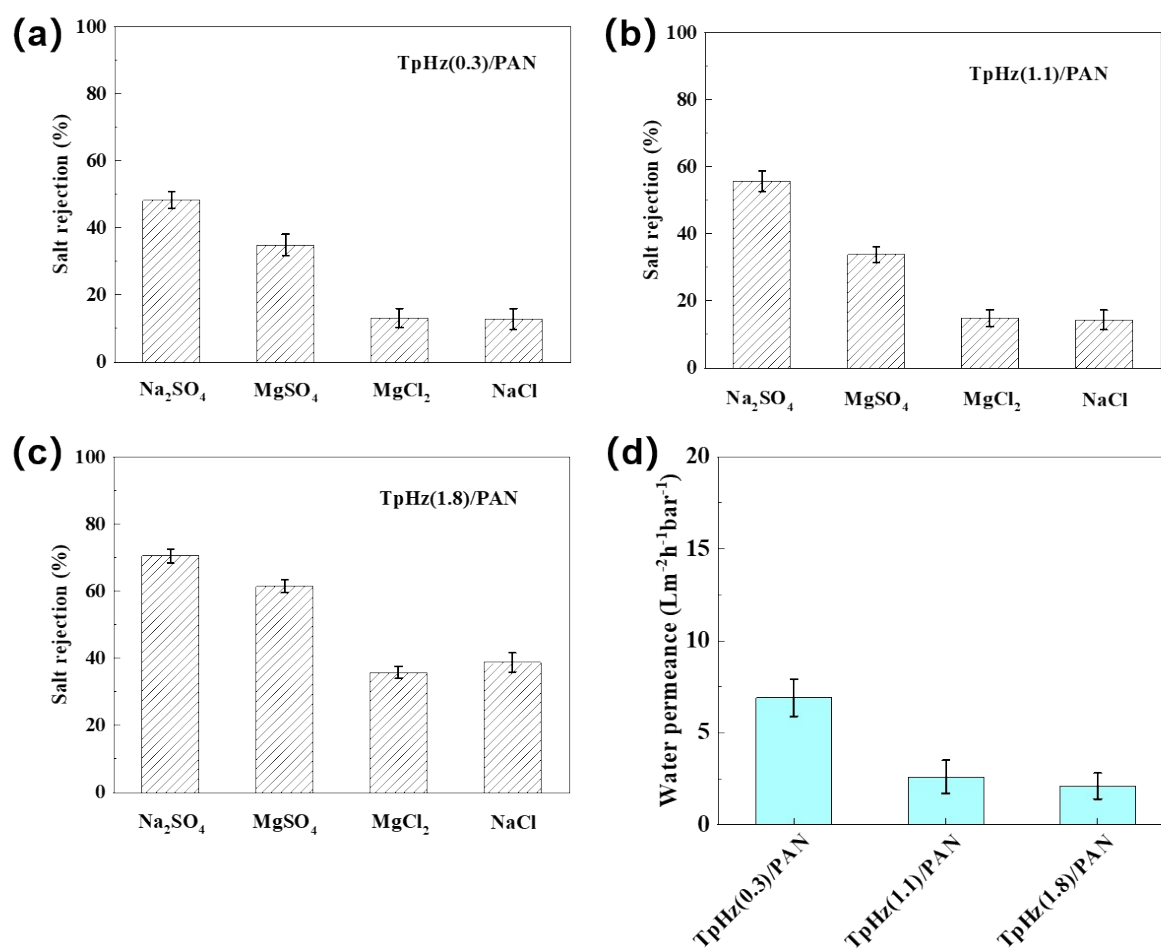 (a)
TpHz(0.3)/PAN
Salt rejection (%)
100
80
60
40
20
0
Na₂SO₄ MgSO₄ MgCl₂ NaCl
(b)
TpHz(1.1)/PAN
Salt rejection (%)
100
80
60
40
20
0
Na₂SO₄ MgSO₄ MgCl₂ NaCl
(c)
TpHz(1.8)/PAN
Salt rejection (%)
100
80
60
40
20
0
Na₂SO₄ MgSO₄ MgCl₂ NaCl
(d)
Water permeance (Lm⁻²h⁻¹bar⁻¹)
20
15
10
5
0
TpHz(0.3)/PAN
TpHz(1.1)/PAN
TpHz(1.8)/PAN